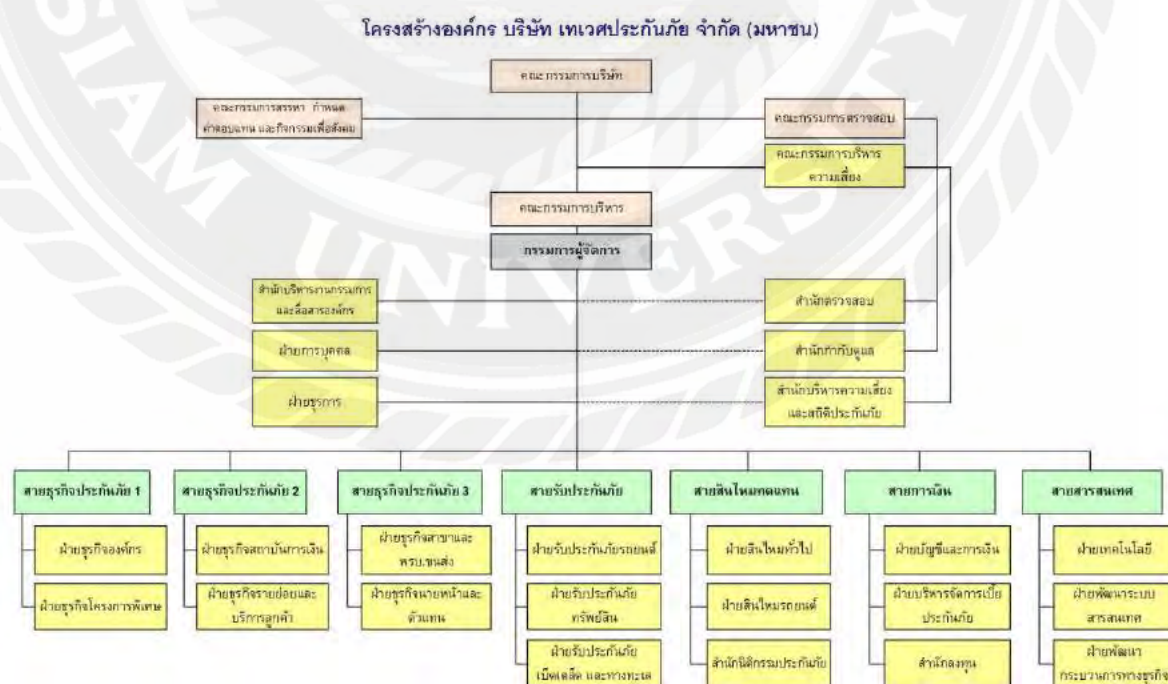 โครงสร้างองค์กร บริษัท เทเวศประกันภัย จำกัด (มหาชน)
คณะกรรมการบริษัท
คณะกรรมการสรรหา กำหนด
ค่าตอบแทน และกิจกรรมเพื่อสังคม
คณะกรรมการตรวจสอบ
คณะกรรมการบริหาร
ความเสี่ยง
คณะกรรมการบริหาร
กรรมการผู้จัดการ
สำนักบริหารงานกรรมการ
และสื่อสารองค์กร
สำนักตรวจสอบ
ฝ่ายการบุคคล
สำนักกำกับดูแล
ฝ่ายธุรการ
สำนักบริหารความเสี่ยง
และสถิติประกันภัย
สายธุรกิจประกันภัย 1
สายธุรกิจประกันภัย 2
สายธุรกิจประกันภัย 3
สายรับประกันภัย
สายสินไหมทดแทน
สายการเงิน
สายสารสนเทศ
ฝ่ายธุรกิจองค์กร
ฝ่ายธุรกิจโครงการพิเศษ
ฝ่ายธุรกิจสถาบันการเงิน
ฝ่ายธุรกิจรายย่อยและ
บริการลูกค้า
ฝ่ายธุรกิจสาขาและ
พรบ.ขนส่ง
ฝ่ายธุรกิจนายหน้าและ
ตัวแทน
ฝ่ายรับประกันภัยรถยนต์
ฝ่ายรับประกันภัย
ทรัพย์สิน
ฝ่ายรับประกันภัย
เบ็ดเตล็ด และทางทะเล
ฝ่ายสินไหมทั่วไป
ฝ่ายสินไหมรถยนต์
สำนักนิติกรรมประกันภัย
ฝ่ายบัญชีและการเงิน
ฝ่ายบริหารจัดการเบี้ย
ประกันภัย
สำนักลงทุน
ฝ่ายเทคโนโลยี
ฝ่ายพัฒนาระบบ
สารสนเทศ
ฝ่ายพัฒนา
กระบวนการทางธุรกิจ
SIAM UNIVERSITY